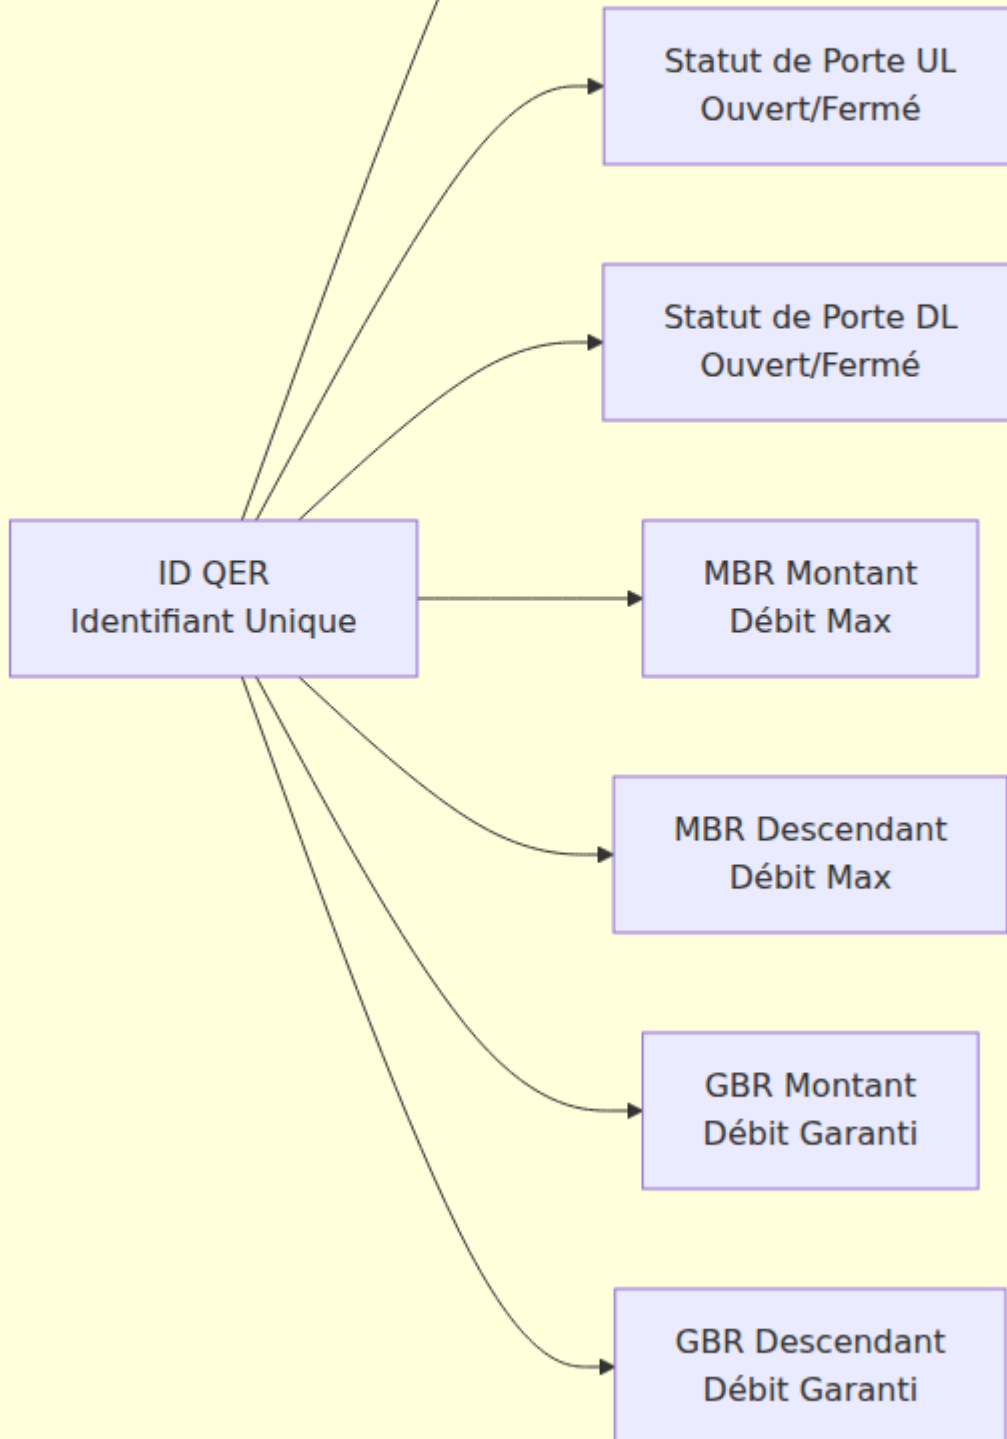 Statut de Porte UL
Ouvert/Fermé
Statut de Porte DL
Ouvert/Fermé
ID QER
Identifiant Unique
MBR Montant
Débit Max
MBR Descendant
Débit Max
GBR Montant
Débit Garanti
GBR Descendant
Débit Garanti